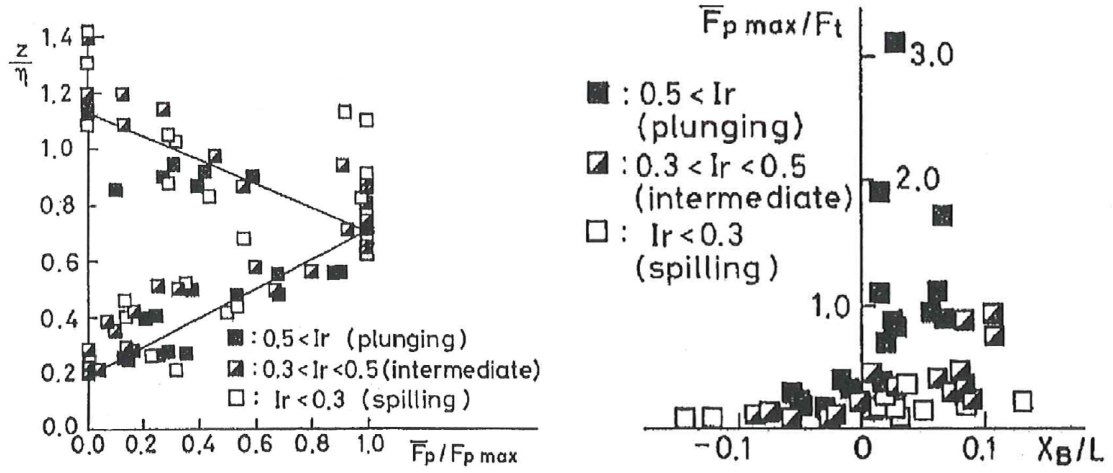 z/η
1.4
1.2
1.0
0.8
0.6
0.4
0.2
0.0
■ : 0.5 < Ir (plunging)
◪ : 0.3 < Ir < 0.5 (intermediate)
□ : Ir < 0.3 (spilling)
0.0 0.2 0.4 0.6 0.8 1.0
F̅p/Fp max
F̅p max/Ft
3.0
2.0
1.0
■ : 0.5 < Ir
(plunging)
◪ : 0.3 < Ir < 0.5
(intermediate)
□ : Ir < 0.3
(spilling)
-0.1 0 0.1 XB/L